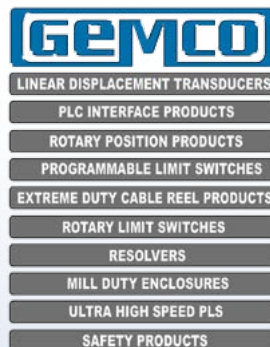 GEMCO
LINEAR DISPLACEMENT TRANSDUCERS
PLC INTERFACE PRODUCTS
ROTARY POSITION PRODUCTS
PROGRAMMABLE LIMIT SWITCHES
EXTREME DUTY CABLE REEL PRODUCTS
ROTARY LIMIT SWITCHES
RESOLVERS
MILL DUTY ENCLOSURES
ULTRA HIGH SPEED PLS
SAFETY PRODUCTS